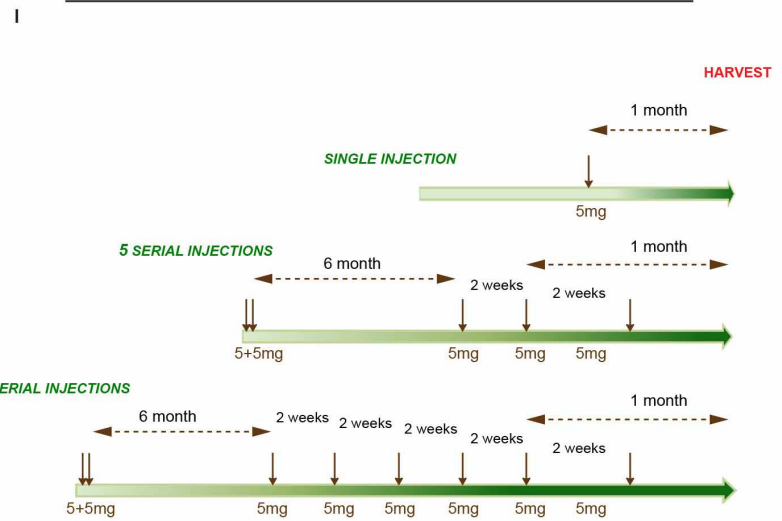 I
HARVEST
1 month
SINGLE INJECTION
5mg
5 SERIAL INJECTIONS
1 month
6 month
2 weeks
2 weeks
5+5mg 5mg 5mg 5mg
ERIAL INJECTIONS
1 month
6 month
2 weeks
2 weeks
2 weeks
2 weeks
2 weeks
5+5mg 5mg 5mg 5mg 5mg 5mg 5mg